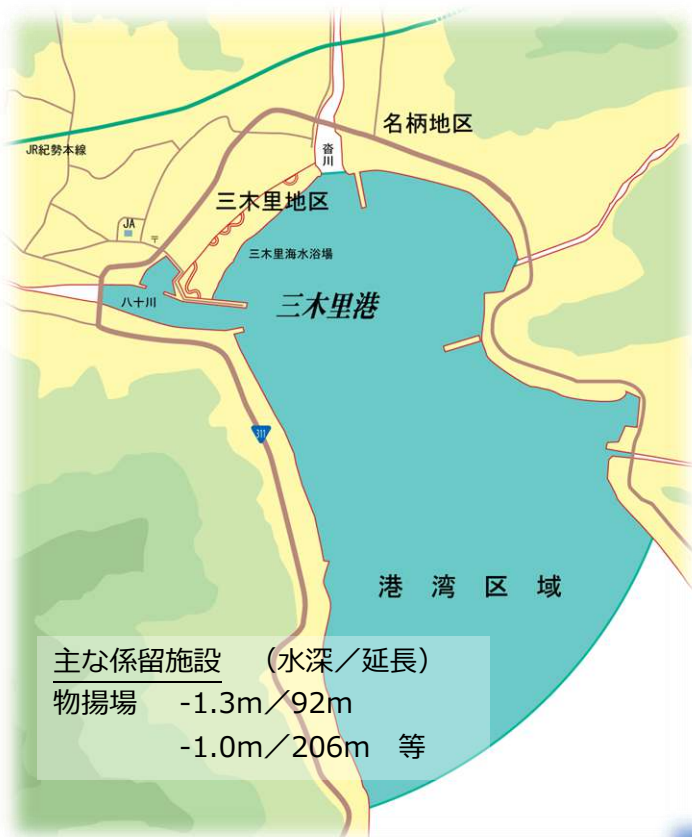 名柄地区
JR紀勢本線
沓川
三木里地区
JA
〒
三木里海水浴場
八十川
三木里港
311
港湾区域
主な係留施設 （水深／延長）
物揚場 -1.3m／92m
-1.0m／206m 等